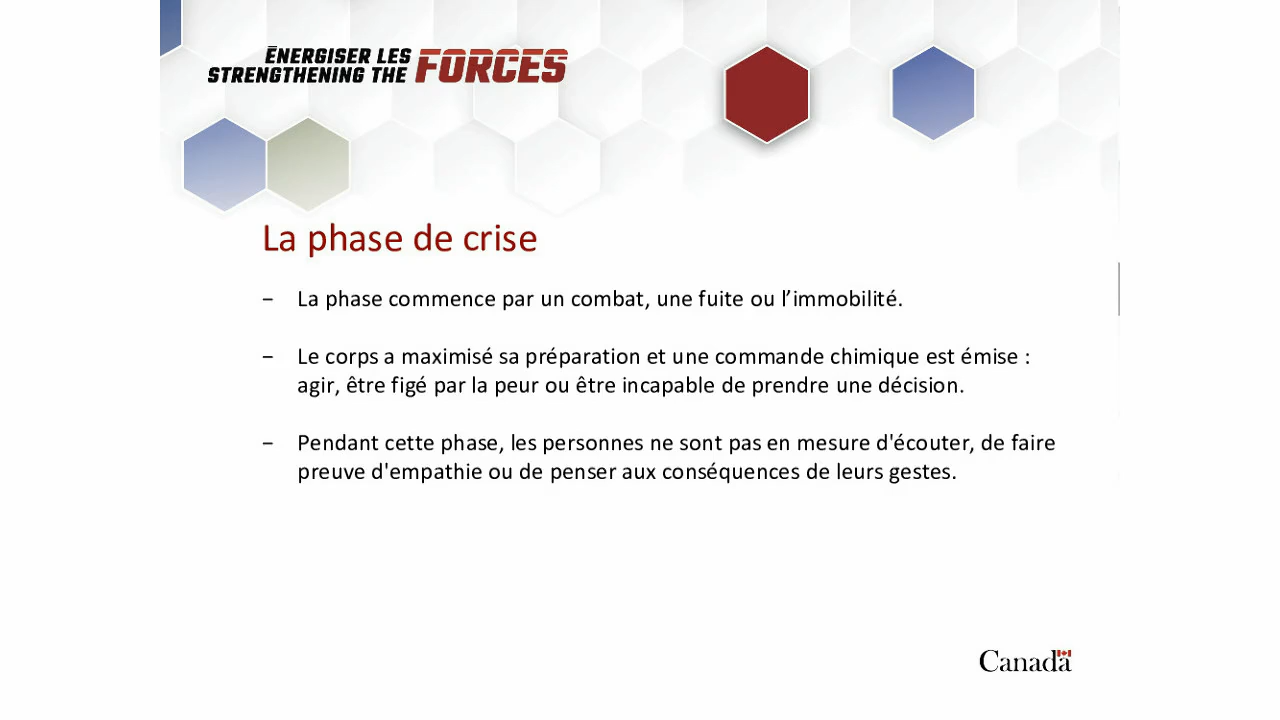 ÉNERGISER LES
STRENGTHENING THE FORCES
La phase de crise
– La phase commence par un combat, une fuite ou l’immobilité.
– Le corps a maximisé sa préparation et une commande chimique est émise :
agir, être figé par la peur ou être incapable de prendre une décision.
– Pendant cette phase, les personnes ne sont pas en mesure d'écouter, de faire
preuve d'empathie ou de penser aux conséquences de leurs gestes.
Canada